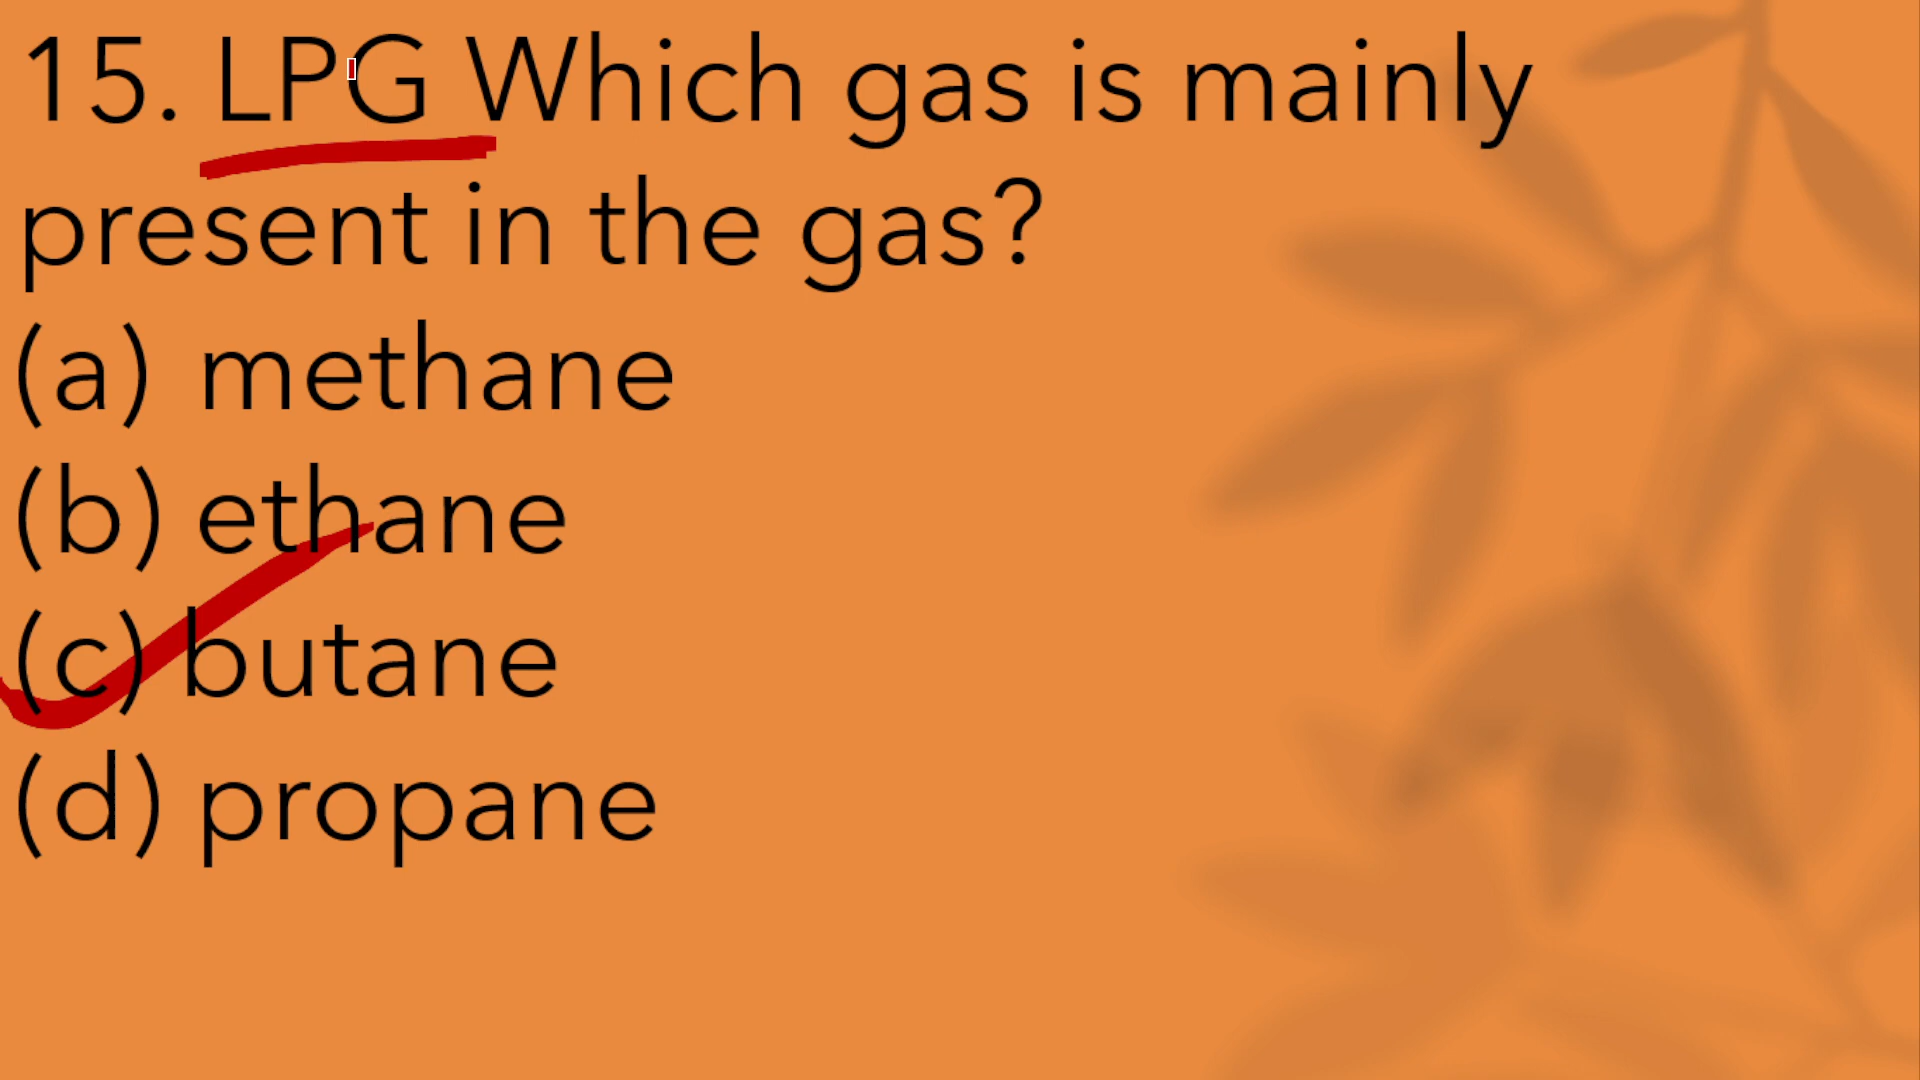 15. LPG Which gas is mainly
present in the gas?
(a) methane
(b) ethane
(c) butane
(d) propane